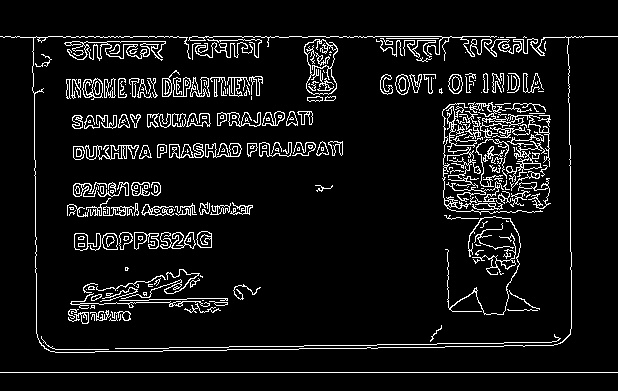 आयकर विभाग भारत सरकार
INCOME TAX DEPARTMENT GOVT. OF INDIA
SANJAY KUMAR PRAJAPATI
DUKHIYA PRASHAD PRAJAPATI
02/06/1990
Permanent Account Number
BJQPP5524G
Signature